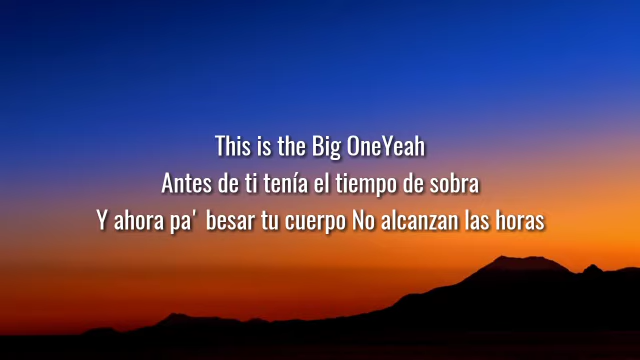 This is the Big OneYeah
Antes de ti tenía el tiempo de sobra
Y ahora pa' besar tu cuerpo No alcanzan las horas